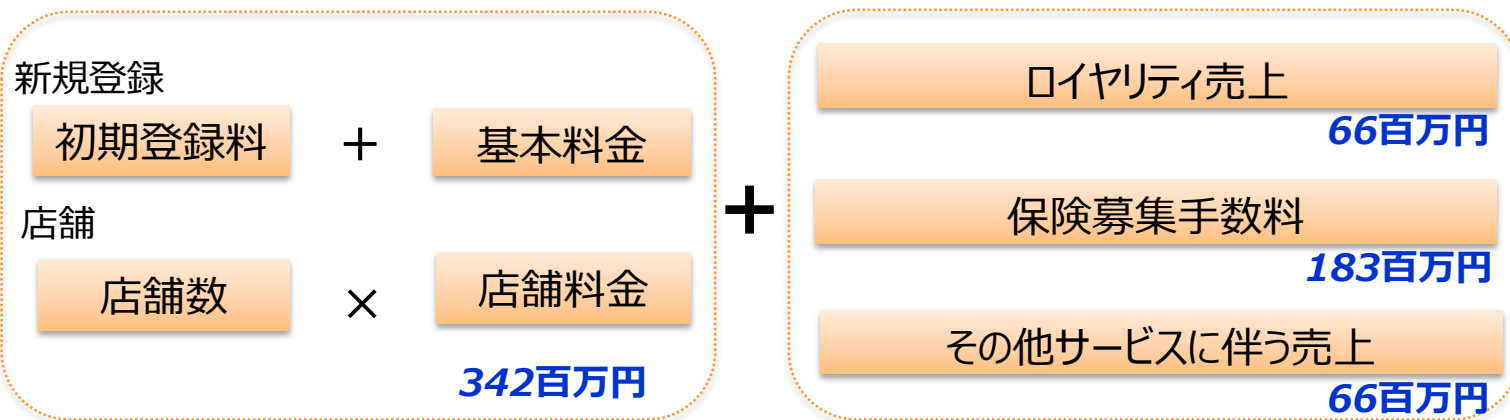 新規登録
初期登録料 + 基本料金
店舗
店舗数 × 店舗料金
342百万円
+
ロイヤリティ売上
66百万円
保険募集手数料
183百万円
その他サービスに伴う売上
66百万円